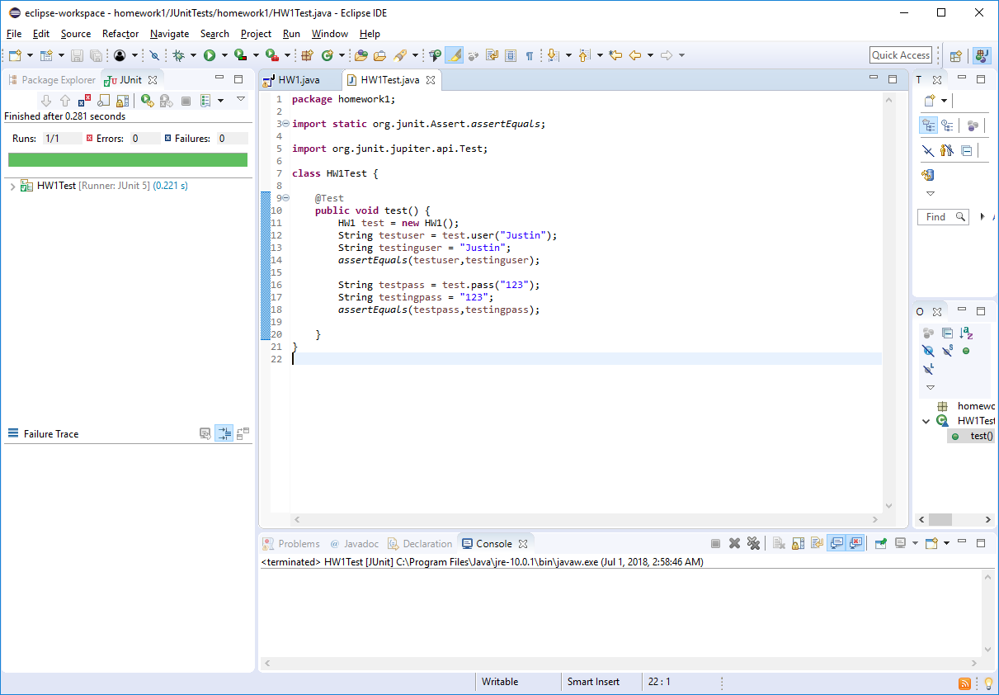 eclipse-workspace - homework1/JUnitTests/homework1/HW1Test.java - Eclipse IDE
File Edit Source Refactor Navigate Search Project Run Window Help
Quick Access
Package Explorer JUnit
Finished after 0.281 seconds
Runs: 1/1 Errors: 0 Failures: 0
HW1Test [Runner: JUnit 5] (0.221 s)
Failure Trace
HW1.java HW1Test.java
1 package homework1;
2
3 import static org.junit.Assert.assertEquals;
4
5 import org.junit.jupiter.api.Test;
6
7 class HW1Test {
8
9 @Test
10 public void test() {
11 HW1 test = new HW1();
12 String testuser = test.user("Justin");
13 String testinguser = "Justin";
14 assertEquals(testuser,testinguser);
15
16 String testpass = test.pass("123");
17 String testingpass = "123";
18 assertEquals(testpass,testingpass);
19
20 }
21 }
22
T
Find
O
homewc
HW1Test
test()
Problems @ Javadoc Declaration Console
<terminated> HW1Test [JUnit] C:\Program Files\Java\jre-10.0.1\bin\javaw.exe (Jul 1, 2018, 2:58:46 AM)
Writable Smart Insert 22 : 1